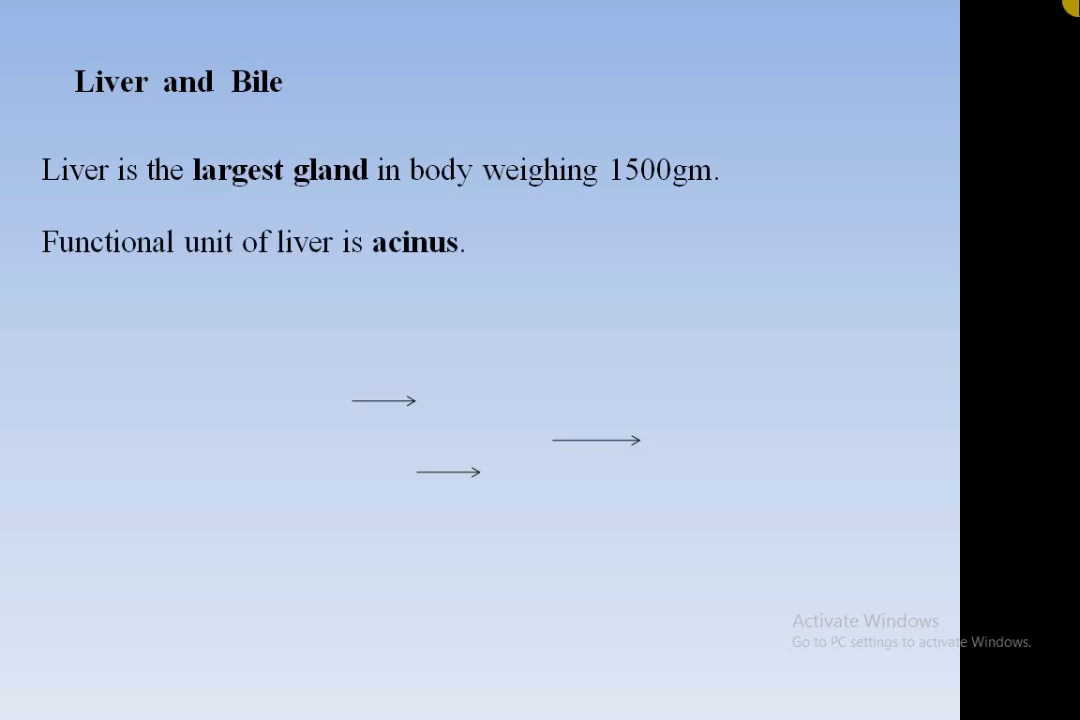 Liver and Bile
Liver is the largest gland in body weighing 1500gm.
Functional unit of liver is acinus.
Activate Windows
Go to PC settings to activate Windows.